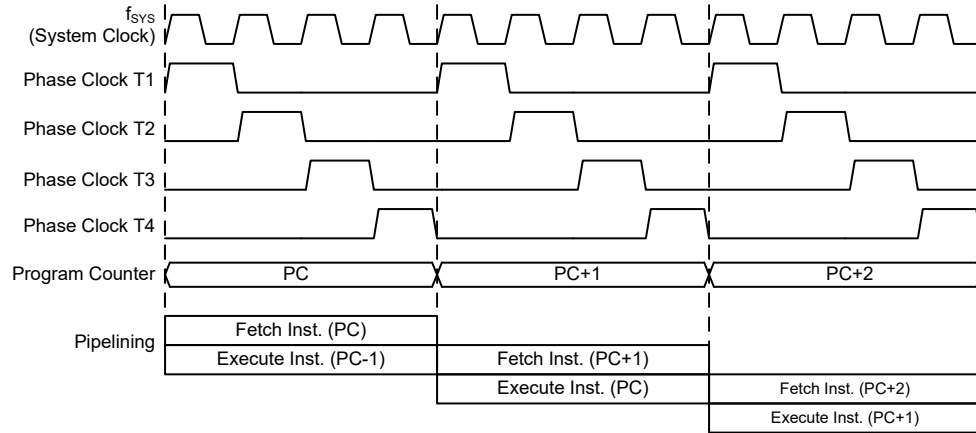 fSYS
(System Clock)
Phase Clock T1
Phase Clock T2
Phase Clock T3
Phase Clock T4
Program Counter PC PC+1 PC+2
Pipelining
Fetch Inst. (PC)
Execute Inst. (PC-1) Fetch Inst. (PC+1)
Execute Inst. (PC) Fetch Inst. (PC+2)
Execute Inst. (PC+1)